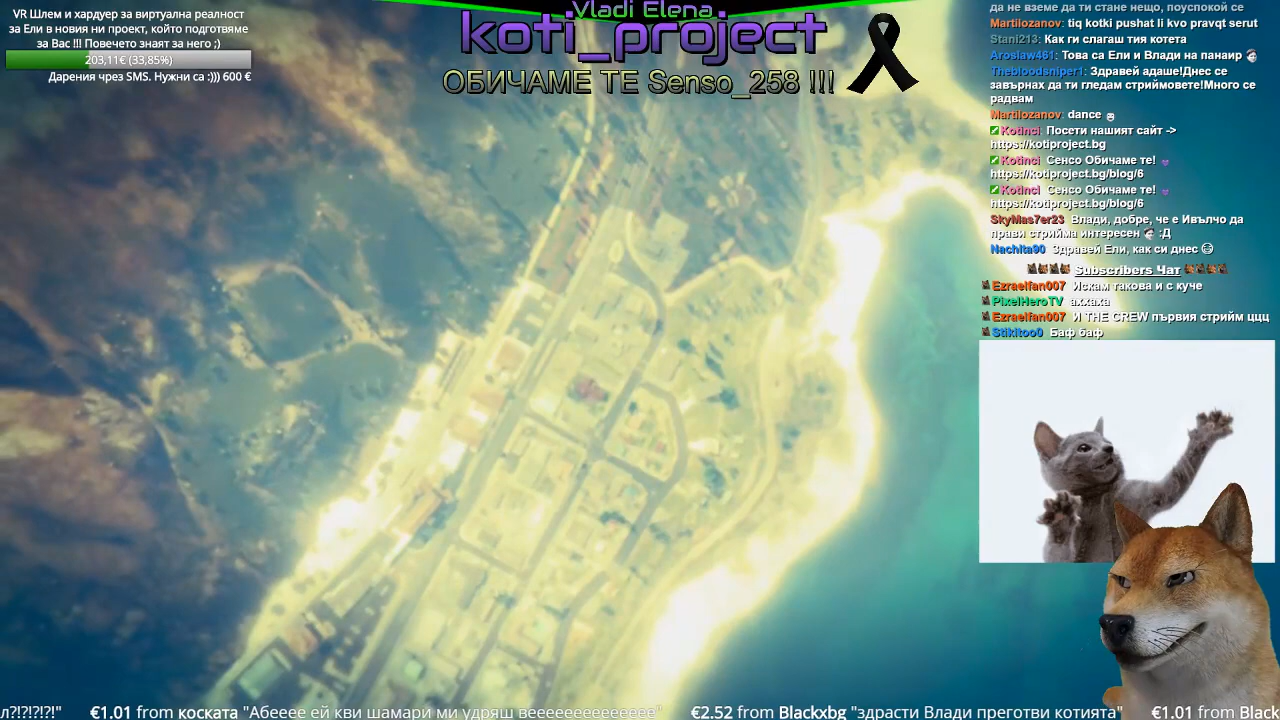 VR Шлем и хардуер за виртуална реалност
за Ели в новия ни проект, който подготвяме
за Вас !!! Повечето знаят за него ;)
203,11€ (33,85%)
Дарения чрез SMS. Нужни са :))) 600 €
Vladi Elena
koti_project
ОБИЧАМЕ ТЕ Senso_258 !!!
да не вземе да ти стане нещо, поуспокой се
Martilozanov: tiq kotki pushat li kvo pravqt serut
Stani213: Как ги слагаш тия котета
Aroslaw461: Това са Ели и Влади на панаир
Thebloodsniper1: Здравей адаше!Днес се
завърнах да ти гледам стриймовете!Много се
радвам
Martilozanov: dance
Kotinci Посети нашият сайт ->
https://kotiproject.bg
Kotinci Сенсо Обичаме те!
https://kotiproject.bg/blog/6
Kotinci Сенсо Обичаме те!
https://kotiproject.bg/blog/6
SkyMas7er23 Влади, добре, че е Ивълчо да
прави стрийма интересен :Д
Nachita90 Здравей Ели, как си днес
Subscribers Чат
Ezraelfan007 Искам такова и с куче
PixelHeroTV аххаха
Ezraelfan007 И THE CREW първия стрийм ццц
Stikitoo0 Баф баф
л?!?!?!?!" €1.01 from коската "Абееее ей кви шамари ми удряш вееееееееееееееее" €2.52 from Blackxbg "здрасти Влади преготви котията" €1.01 from Black